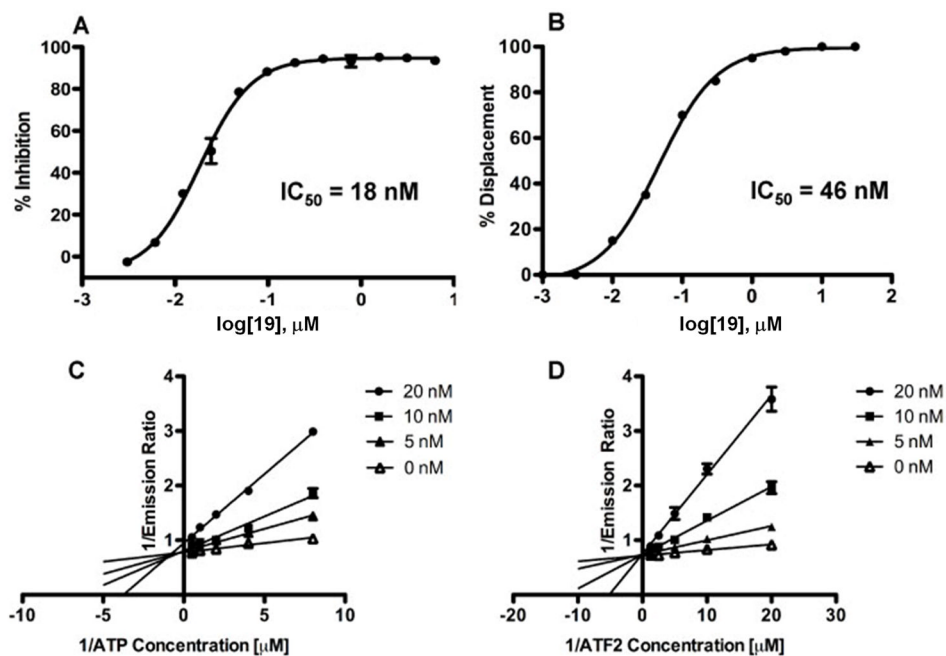 A
% Inhibition
100
80
60
40
20
0
IC50 = 18 nM
-3 -2 -1 0 1
log[19], μM
B
% Displacement
100
80
60
40
20
0
IC50 = 46 nM
-3 -2 -1 0 1 2
log[19], μM
C
1/Emission Ratio
4
3
2
1
20 nM
10 nM
5 nM
0 nM
-10 -5 0 5 10
1/ATP Concentration [μM]
D
1/Emission Ratio
4
3
2
1
20 nM
10 nM
5 nM
0 nM
-20 -10 0 10 20 30
1/ATF2 Concentration [μM]